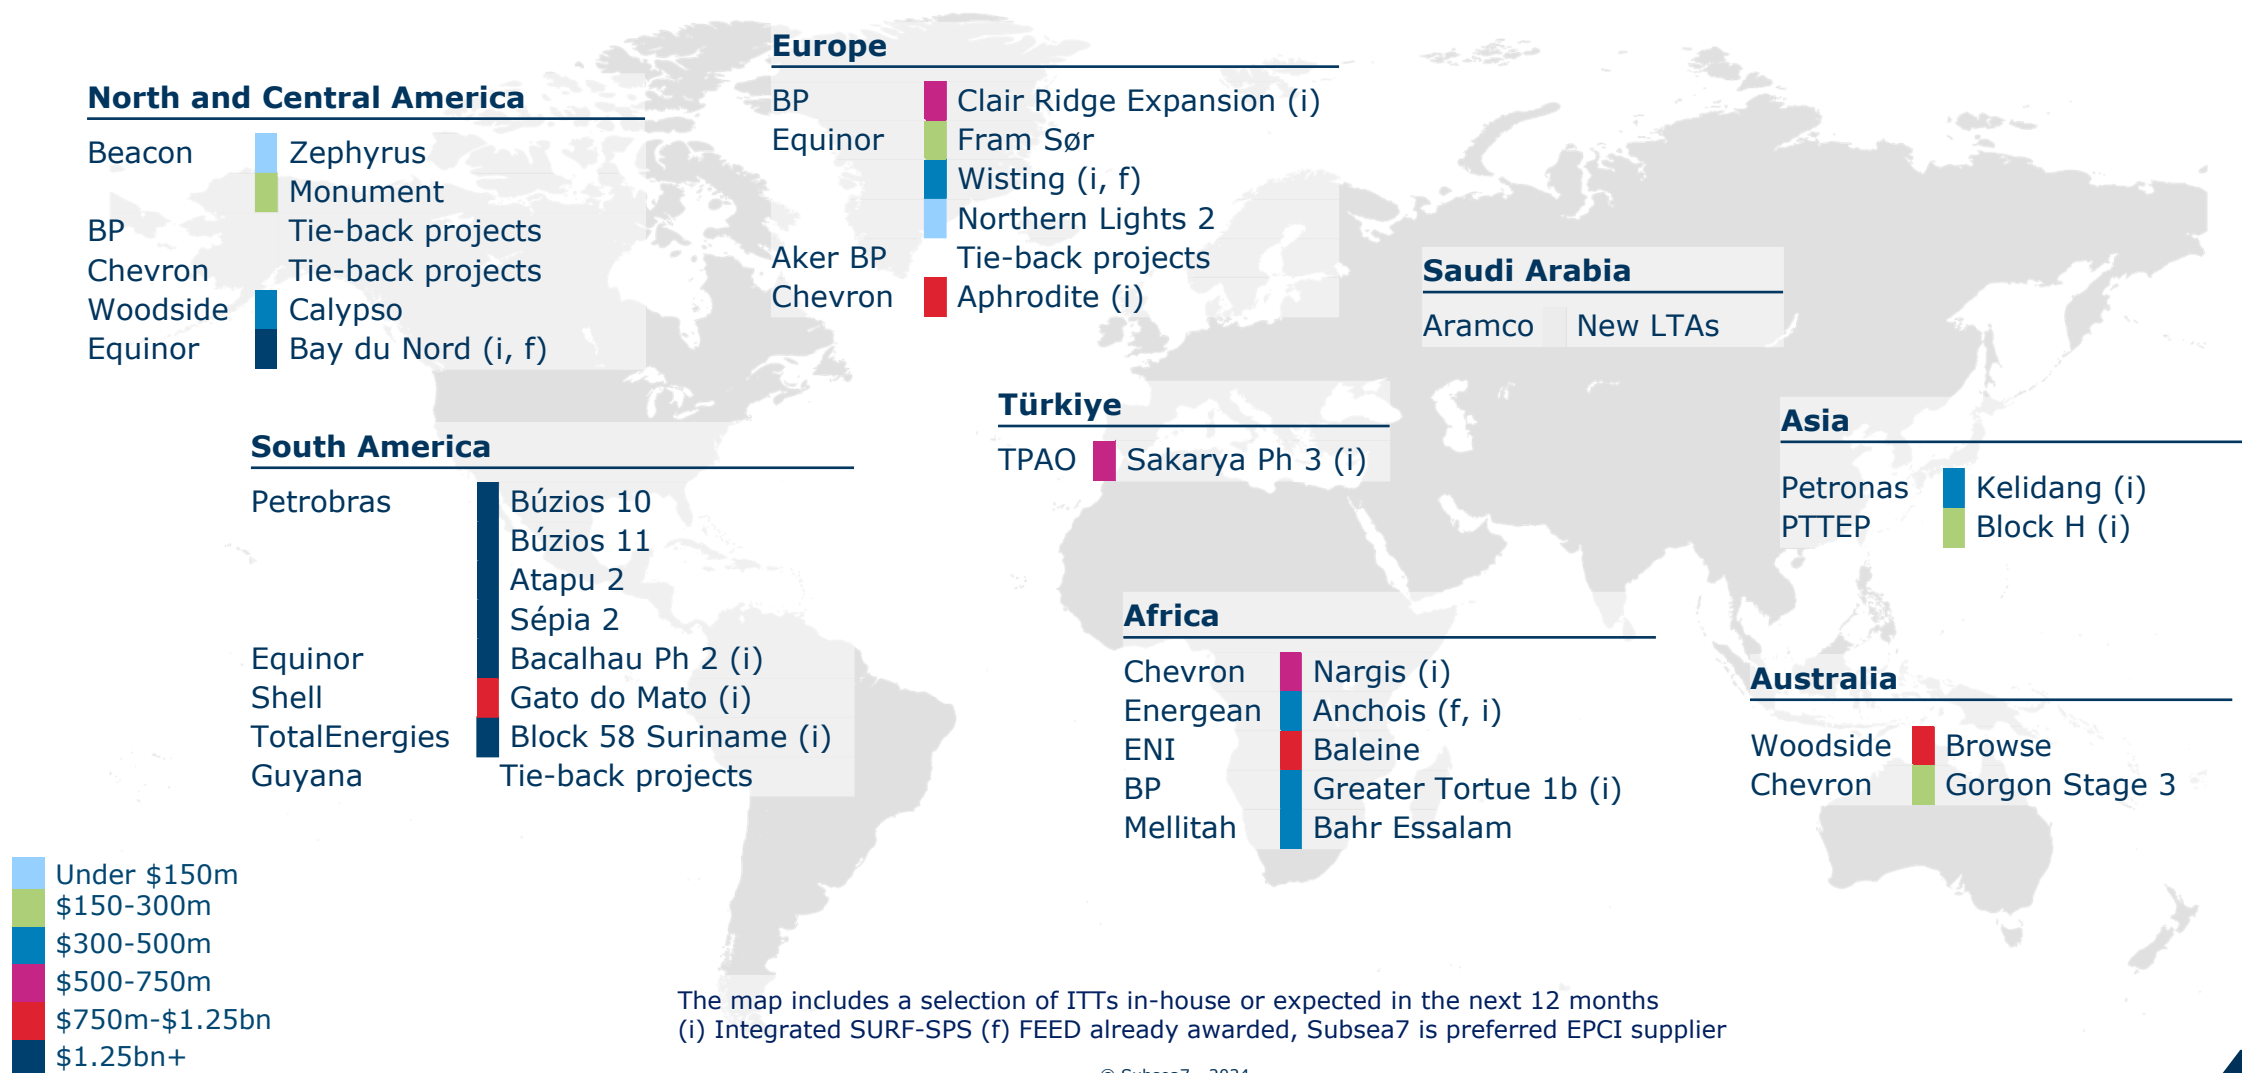 North and Central America
Beacon Zephyrus
Monument
BP Tie-back projects
Chevron Tie-back projects
Woodside Calypso
Equinor Bay du Nord (i, f)
Europe
BP Clair Ridge Expansion (i)
Equinor Fram Sør
Wisting (i, f)
Northern Lights 2
Aker BP Tie-back projects
Chevron Aphrodite (i)
Saudi Arabia
Aramco New LTAs
Türkiye
TPAO Sakarya Ph 3 (i)
Asia
Petronas Kelidang (i)
PTTEP Block H (i)
South America
Petrobras Búzios 10
Búzios 11
Atapu 2
Sépia 2
Equinor Bacalhau Ph 2 (i)
Shell Gato do Mato (i)
TotalEnergies Block 58 Suriname (i)
Guyana Tie-back projects
Africa
Chevron Nargis (i)
Energean Anchois (f, i)
ENI Baleine
BP Greater Tortue 1b (i)
Mellitah Bahr Essalam
Australia
Woodside Browse
Chevron Gorgon Stage 3
Under $150m
$150-300m
$300-500m
$500-750m
$750m-$1.25bn
$1.25bn+
The map includes a selection of ITTs in-house or expected in the next 12 months
(i) Integrated SURF-SPS (f) FEED already awarded, Subsea7 is preferred EPCI supplier
© Subsea7 - 2024